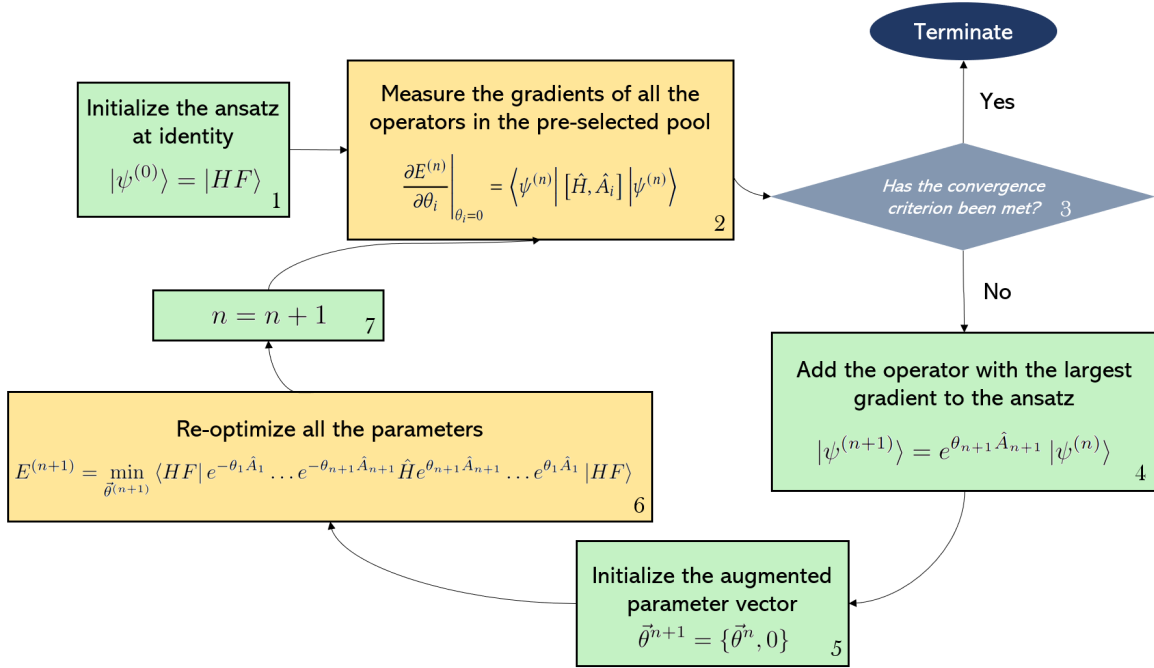 Terminate
Yes
Initialize the ansatz
at identity
|ψ^(0)⟩ = |HF⟩
1
Measure the gradients of all the
operators in the pre-selected pool
∂E^(n)/∂θ_i |_{θ_i=0} = ⟨ψ^(n)| [Ĥ, Â_i] |ψ^(n)⟩
2
Has the convergence
criterion been met? 3
No
Add the operator with the largest
gradient to the ansatz
|ψ^(n+1)⟩ = e^{θ_{n+1} Â_{n+1}} |ψ^(n)⟩
4
Initialize the augmented
parameter vector
θ⃗^{n+1} = {θ⃗^n, 0}
5
Re-optimize all the parameters
E^(n+1) = min_{θ⃗^(n+1)} ⟨HF| e^{-θ_1 Â_1} … e^{-θ_{n+1} Â_{n+1}} Ĥ e^{θ_{n+1} Â_{n+1}} … e^{θ_1 Â_1} |HF⟩
6
n = n + 1
7